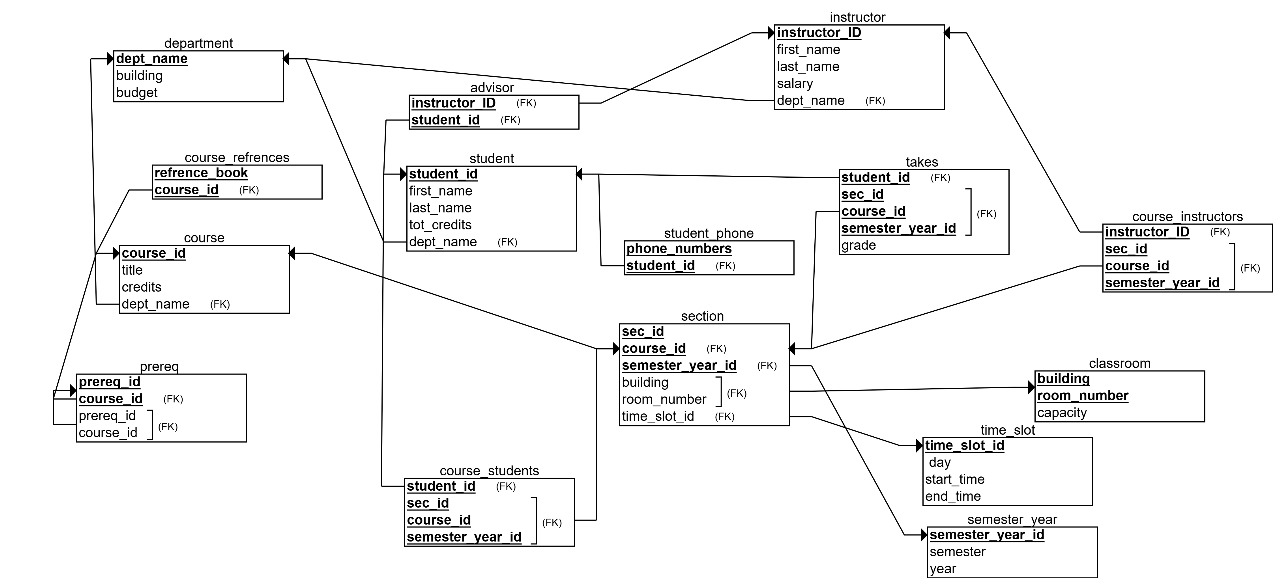 department
dept_name
building
budget
instructor
instructor_ID
first_name
last_name
salary
dept_name (FK)
advisor
instructor_ID (FK)
student_id (FK)
course_refrences
refrence_book
course_id (FK)
student
student_id
first_name
last_name
tot_credits
dept_name (FK)
takes
student_id (FK)
sec_id
course_id
semester_year_id
(FK)
grade
student_phone
phone_numbers
student_id (FK)
course_instructors
instructor_ID (FK)
sec_id
course_id
semester_year_id
(FK)
course
course_id
title
credits
dept_name (FK)
section
sec_id
course_id (FK)
semester_year_id (FK)
building
room_number
(FK)
time_slot_id (FK)
prereq
prereq_id
course_id (FK)
prereq_id
course_id
(FK)
classroom
building
room_number
capacity
time_slot
time_slot_id
day
start_time
end_time
course_students
student_id (FK)
sec_id
course_id
semester_year_id
(FK)
semester_year
semester_year_id
semester
year